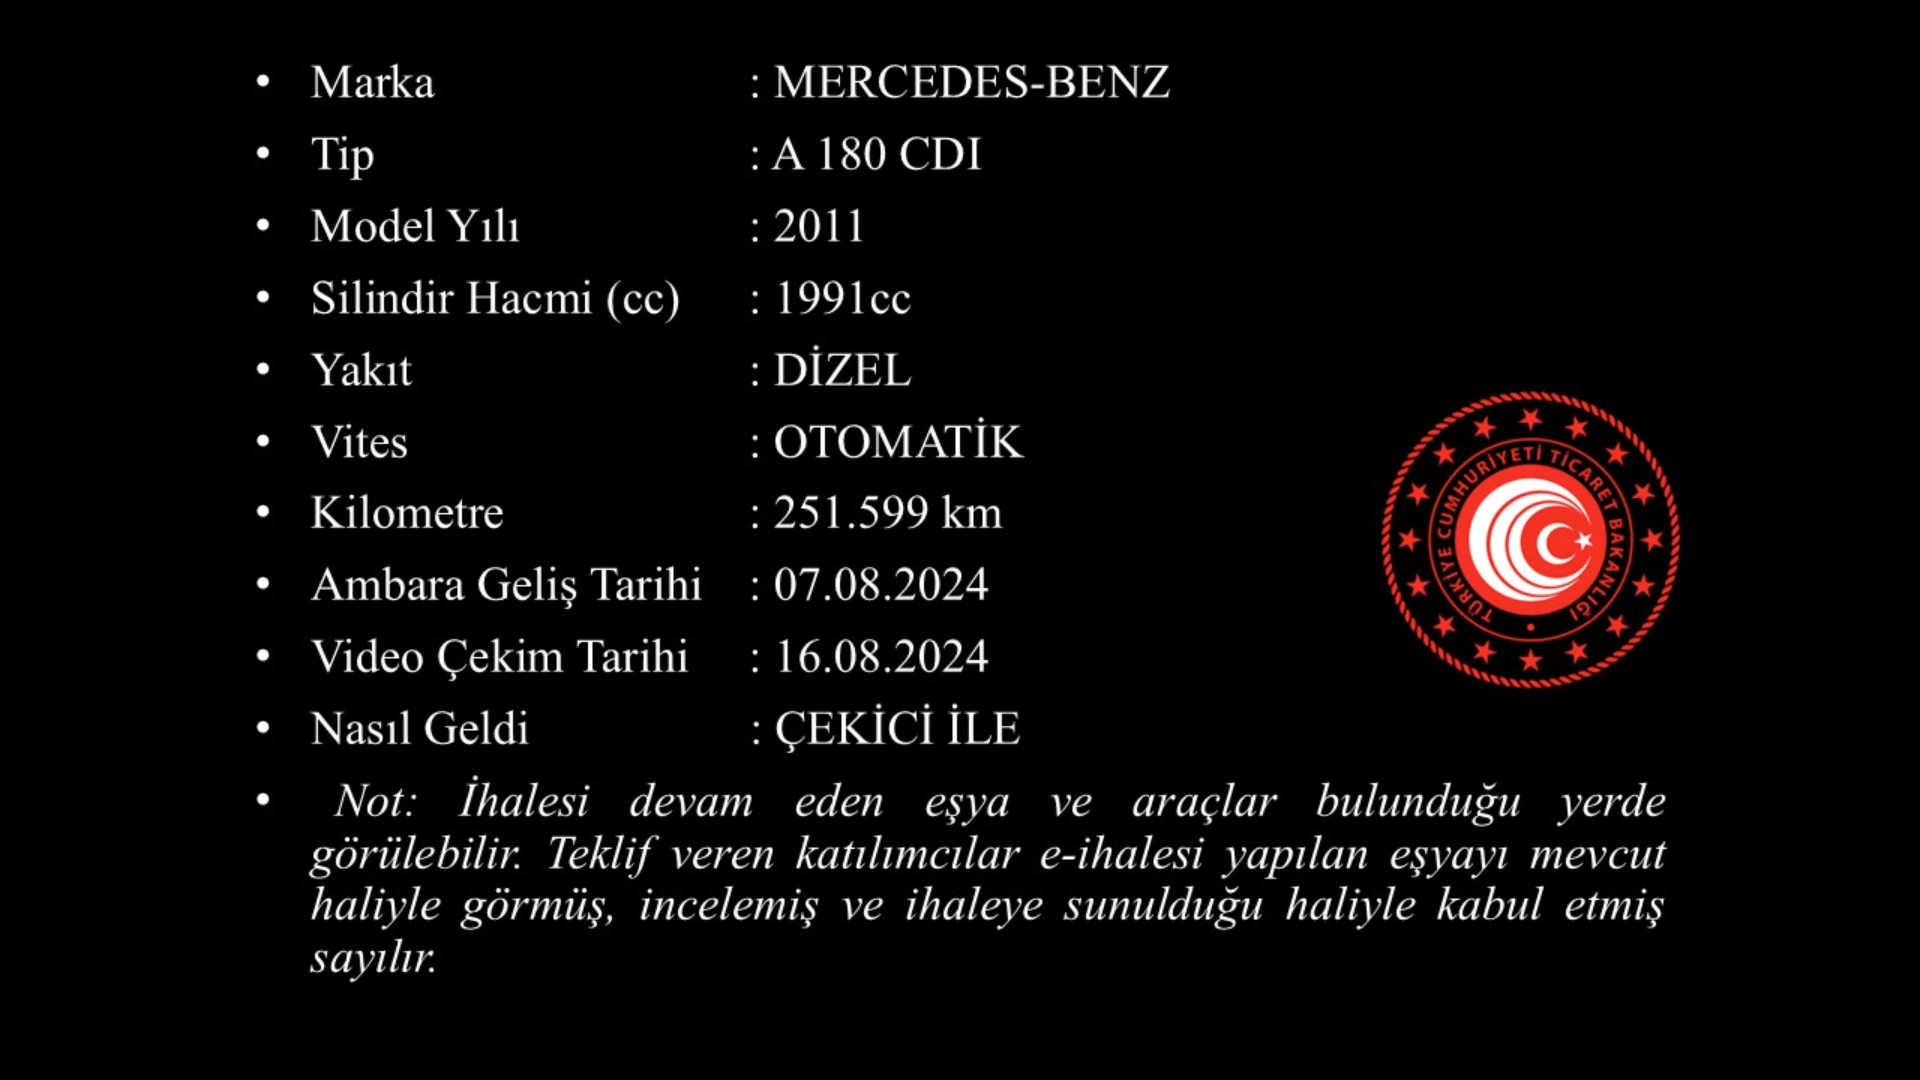 • Marka : MERCEDES-BENZ
• Tip : A 180 CDI
• Model Yılı : 2011
• Silindir Hacmi (cc) : 1991cc
• Yakıt : DİZEL
• Vites : OTOMATİK
• Kilometre : 251.599 km
• Ambara Geliş Tarihi : 07.08.2024
• Video Çekim Tarihi : 16.08.2024
• Nasıl Geldi : ÇEKİCİ İLE
• Not: İhalesi devam eden eşya ve araçlar bulunduğu yerde
görülebilir. Teklif veren katılımcılar e-ihalesi yapılan eşyayı mevcut
haliyle görmüş, incelemiş ve ihaleye sunulduğu haliyle kabul etmiş
sayılır.
TÜRKİYE CUMHURİYETİ TİCARET BAKANLIĞI